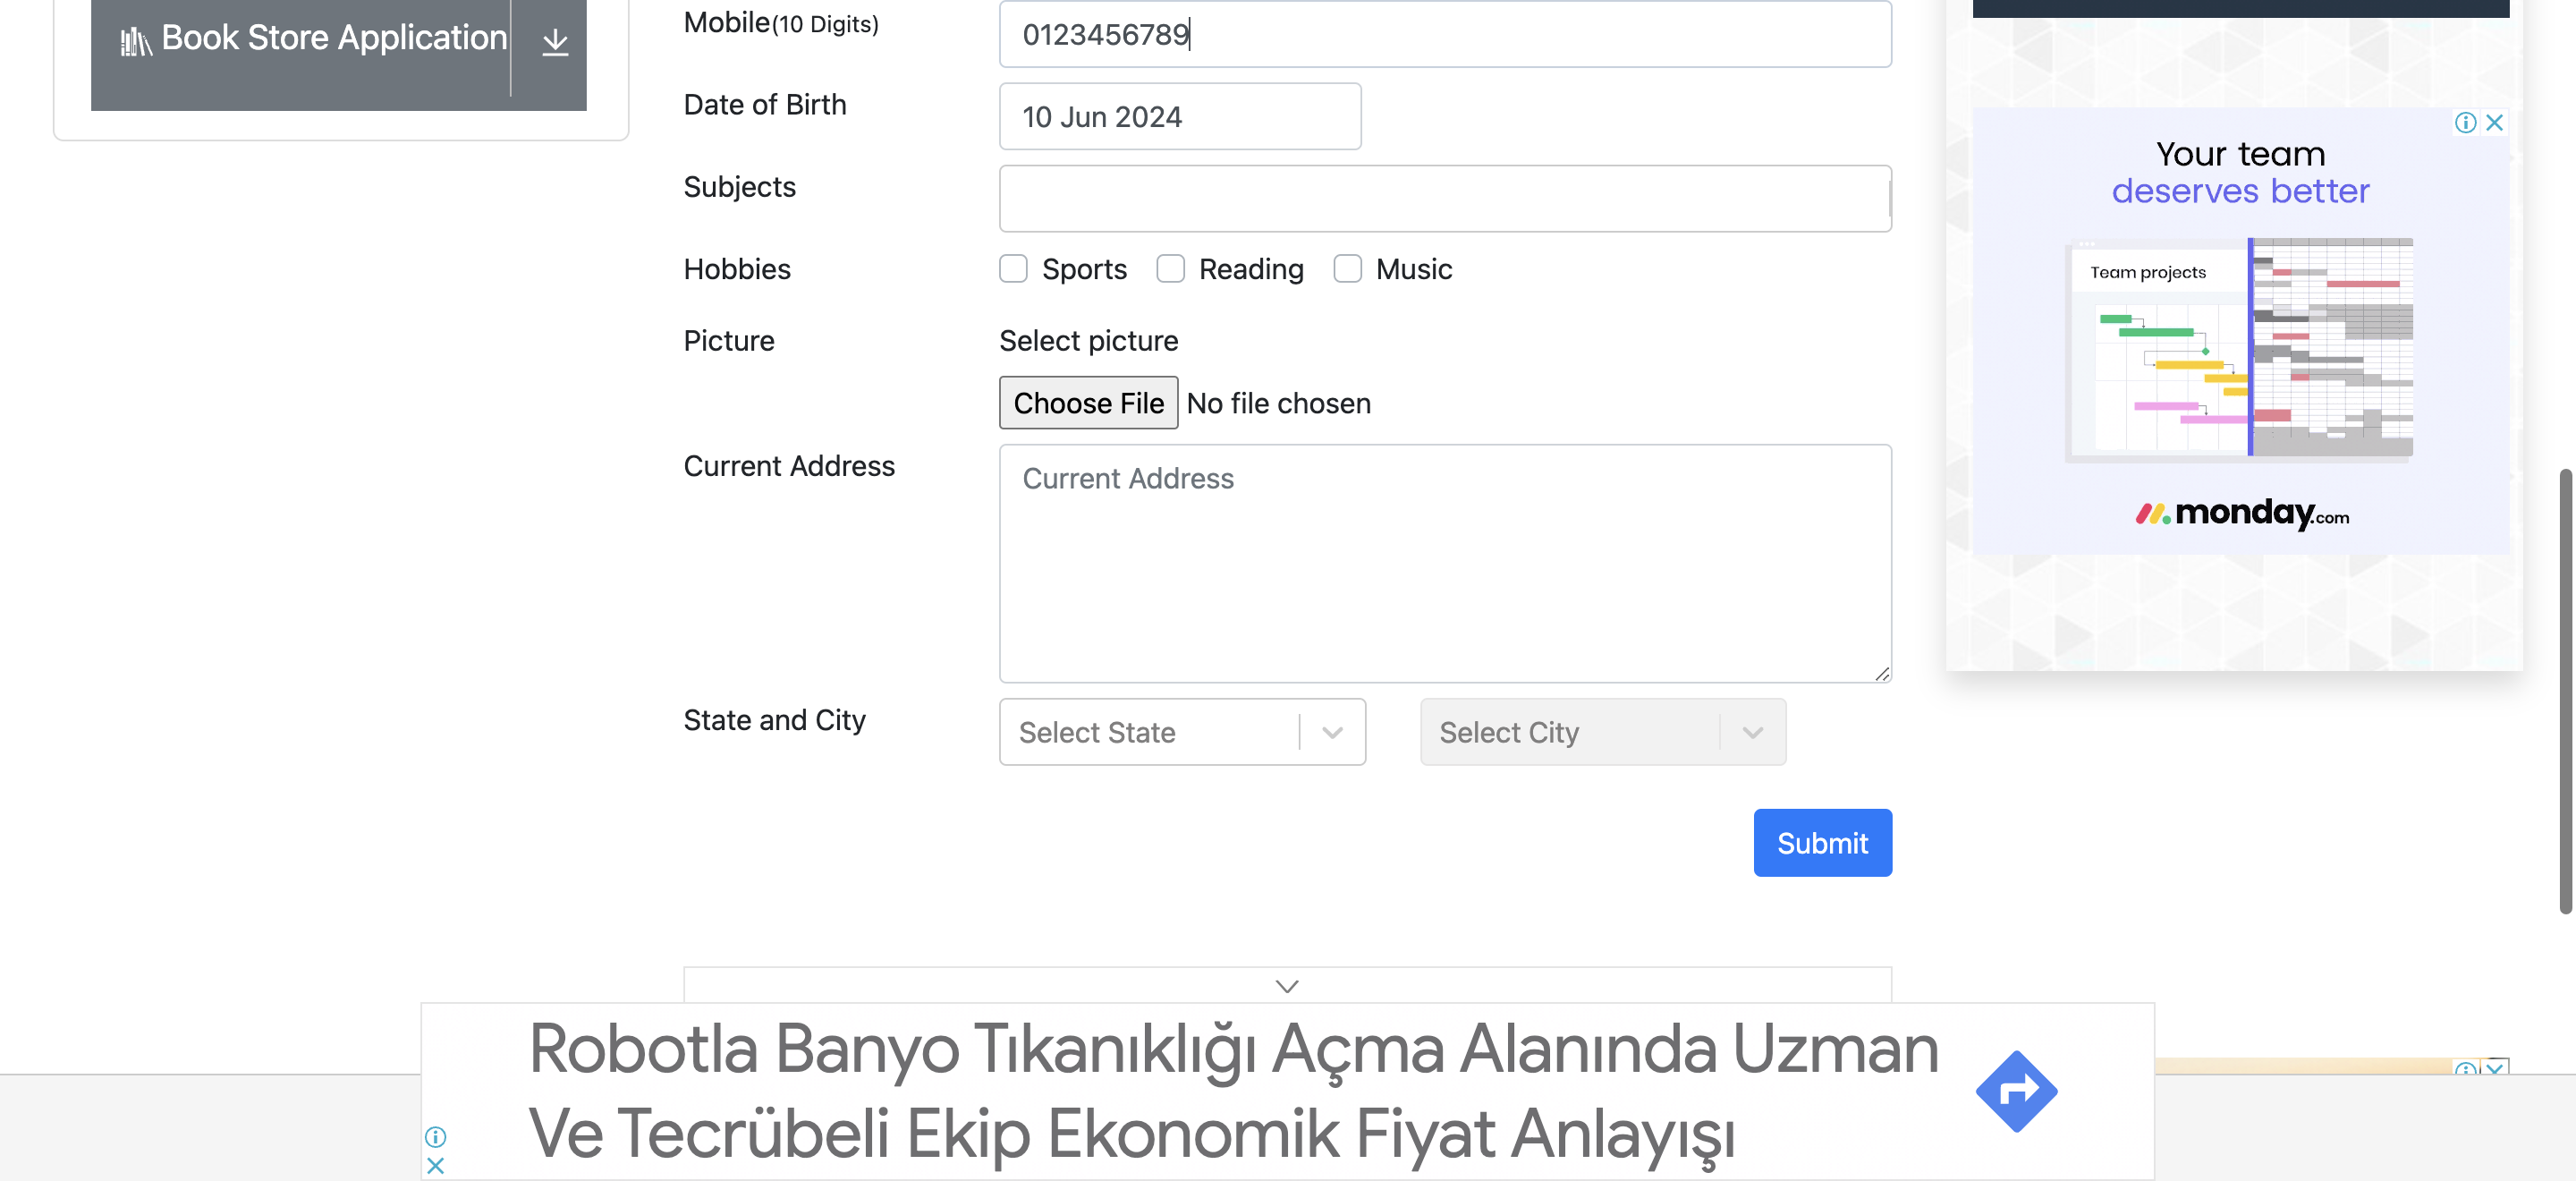 Book Store Application
Mobile(10 Digits)
0123456789
Date of Birth
10 Jun 2024
Subjects
Hobbies
Sports
Reading
Music
Picture
Select picture
Choose File
No file chosen
Current Address
Current Address
State and City
Select State
Select City
Submit
Your team
deserves better
Team projects
monday.com
Robotla Banyo Tıkanıklığı Açma Alanında Uzman
Ve Tecrübeli Ekip Ekonomik Fiyat Anlayışı